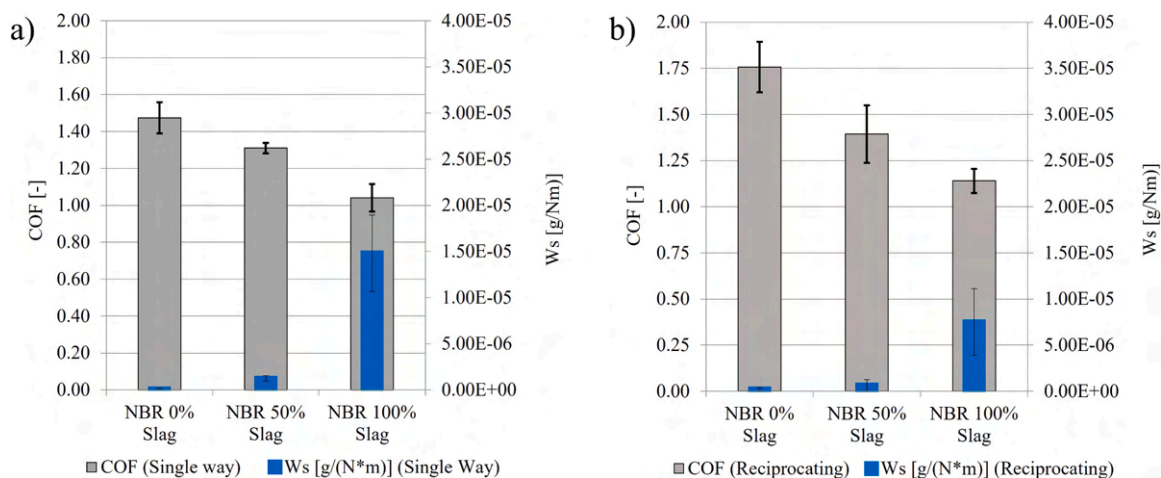 a)
2.00
1.80
1.60
1.40
1.20
1.00
0.80
0.60
0.40
0.20
0.00
COF [-]
4.00E-05
3.50E-05
3.00E-05
2.50E-05
2.00E-05
1.50E-05
1.00E-05
5.00E-06
0.00E+00
Ws [g/Nm)]
NBR 0% NBR 50% NBR 100%
Slag Slag Slag
COF (Single way) Ws [g/(N*m)] (Single Way)
b)
2.00
1.75
1.50
1.25
1.00
0.75
0.50
0.25
0.00
COF [-]
4.00E-05
3.50E-05
3.00E-05
2.50E-05
2.00E-05
1.50E-05
1.00E-05
5.00E-06
0.00E+00
Ws [g/Nm)]
NBR 0% NBR 50% NBR 100%
Slag Slag Slag
COF (Reciprocating) Ws [g/(N*m)] (Reciprocating)